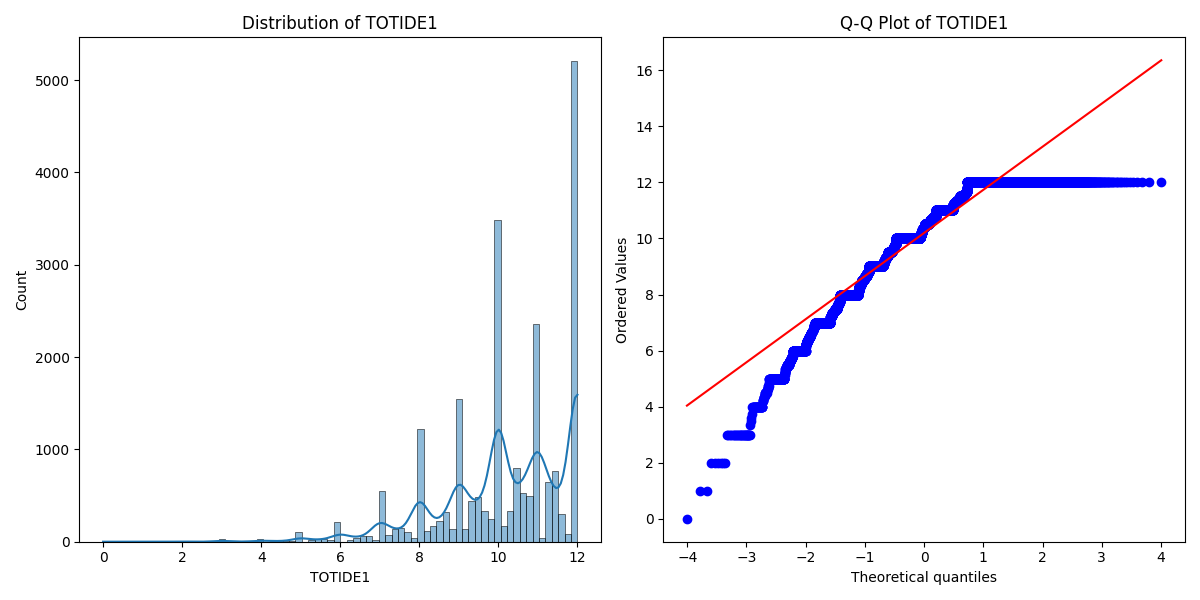 Distribution of TOTIDE1
Count
5000
4000
3000
2000
1000
0
0 2 4 6 8 10 12
TOTIDE1
Q-Q Plot of TOTIDE1
Ordered Values
16
14
12
10
8
6
4
2
0
−4 −3 −2 −1 0 1 2 3 4
Theoretical quantiles